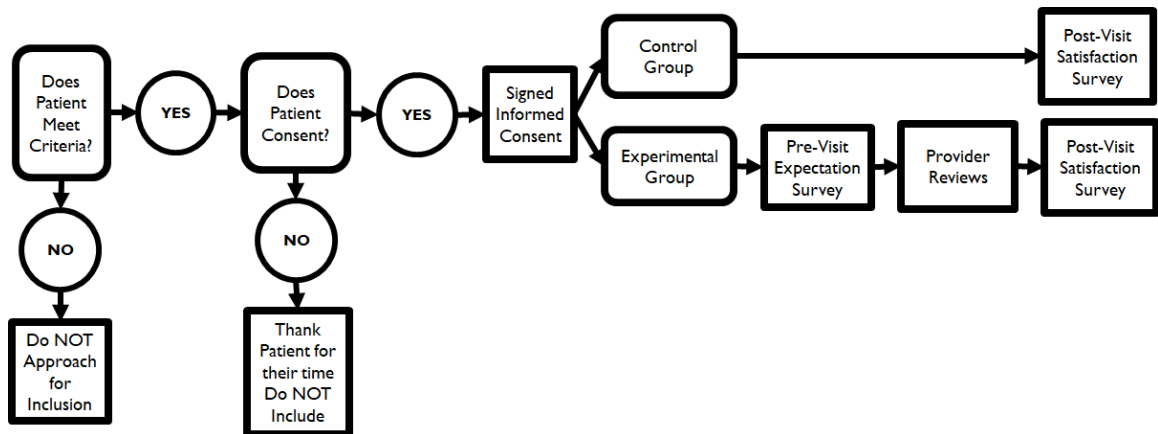 Does
Patient
Meet
Criteria?
YES
Does
Patient
Consent?
YES
Signed
Informed
Consent
Control
Group
Post-Visit
Satisfaction
Survey
Experimental
Group
Pre-Visit
Expectation
Survey
Provider
Reviews
Post-Visit
Satisfaction
Survey
NO
Do NOT
Approach
for
Inclusion
NO
Thank
Patient for
their time
Do NOT
Include